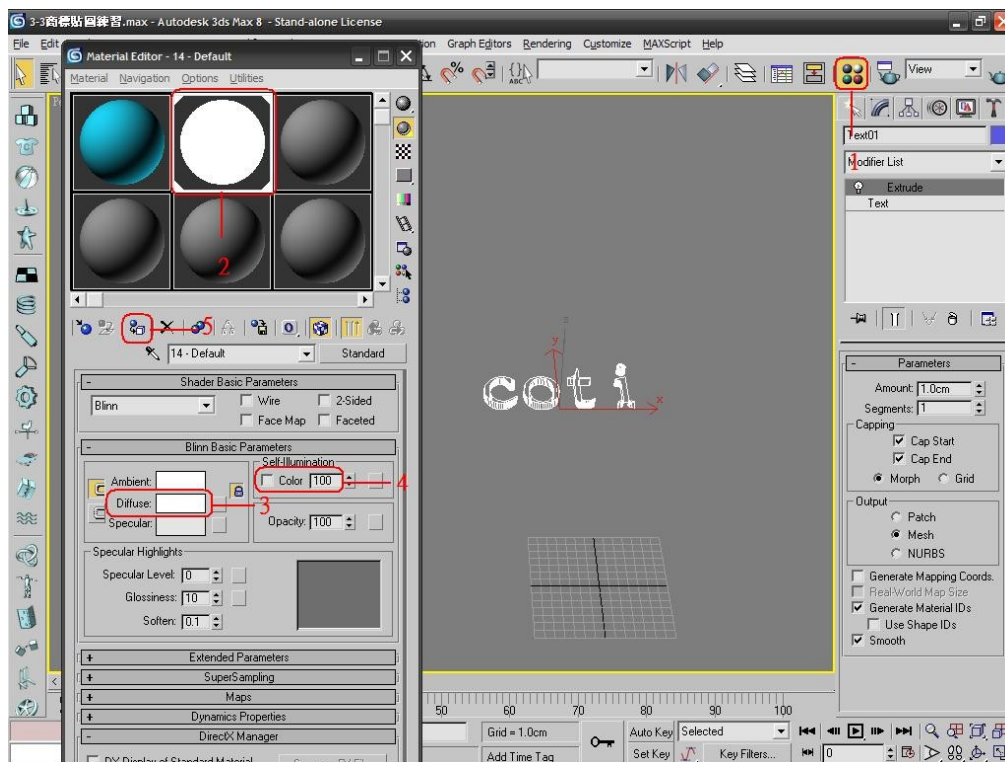 3-3商標貼圖練習.max - Autodesk 3ds Max 8 - Stand-alone License
File Edit
Graph Editors Rendering Customize MAXScript Help
Material Editor - 14 - Default
Material Navigation Options Utilities
View
1
Text01
Modifier List
Extrude
Text
2
5
14 - Default
Standard
Shader Basic Parameters
Blinn
Wire
2-Sided
Face Map
Faceted
Blinn Basic Parameters
Self-Illumination
Ambient:
Color 100
4
Diffuse:
3
Specular:
Opacity: 100
Specular Highlights
Specular Level: 0
Glossiness: 10
Soften: 0.1
Extended Parameters
SuperSampling
Maps
Dynamics Properties
DirectX Manager
DX Display of Standard Material
z
y
x
coti
Parameters
Amount: 1.0cm
Segments: 1
Capping
Cap Start
Cap End
Morph Grid
Output
Patch
Mesh
NURBS
Generate Mapping Coords.
Real-World Map Size
Generate Material IDs
Use Shape IDs
Smooth
50 60 70 80 90 100
Grid = 1.0cm
Auto Key Selected
Add Time Tag
Set Key
Key Filters...
0